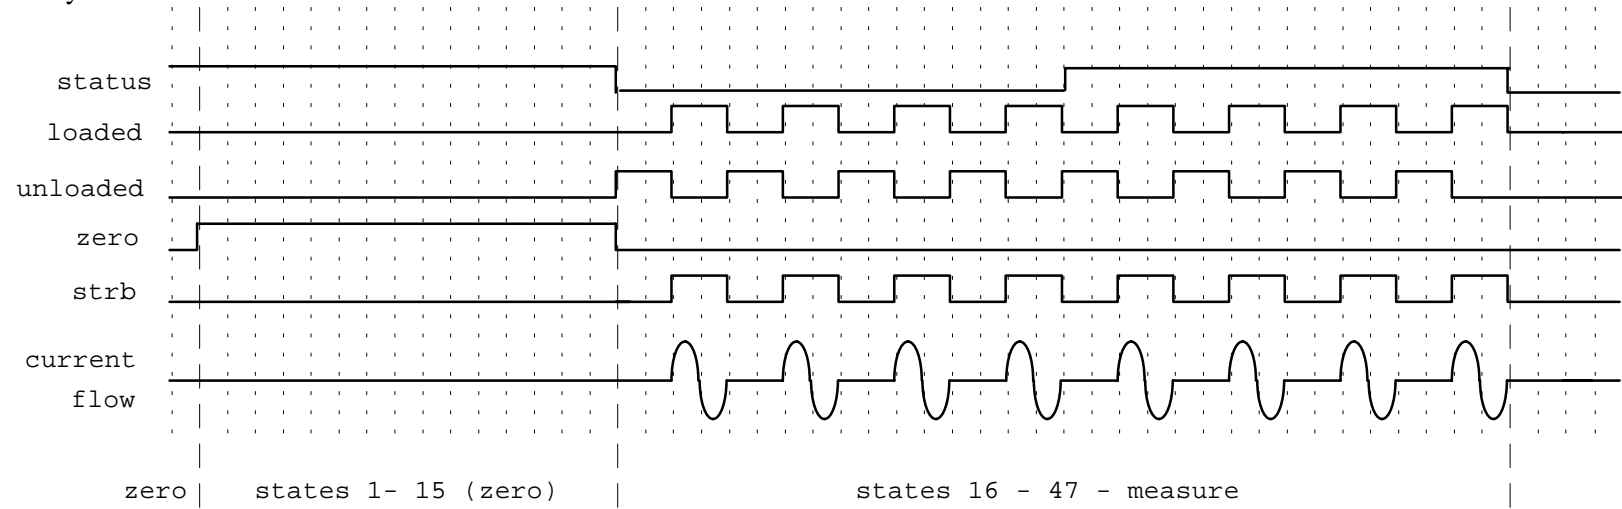 status
loaded
unloaded
zero
strb
current
flow
zero
states 1- 15 (zero)
states 16 - 47 - measure